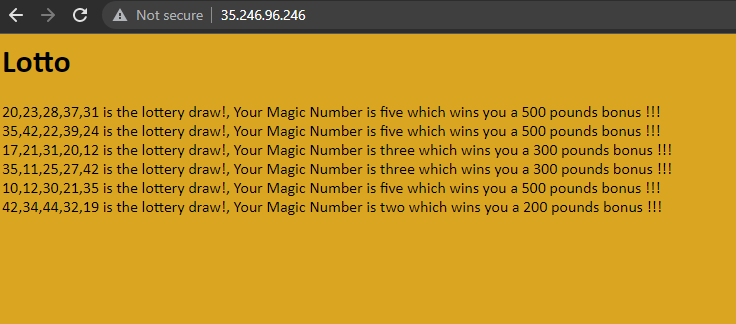 Not secure | 35.246.96.246
Lotto
20,23,28,37,31 is the lottery draw!, Your Magic Number is five which wins you a 500 pounds bonus !!!
35,42,22,39,24 is the lottery draw!, Your Magic Number is five which wins you a 500 pounds bonus !!!
17,21,31,20,12 is the lottery draw!, Your Magic Number is three which wins you a 300 pounds bonus !!!
35,11,25,27,42 is the lottery draw!, Your Magic Number is three which wins you a 300 pounds bonus !!!
10,12,30,21,35 is the lottery draw!, Your Magic Number is five which wins you a 500 pounds bonus !!!
42,34,44,32,19 is the lottery draw!, Your Magic Number is two which wins you a 200 pounds bonus !!!